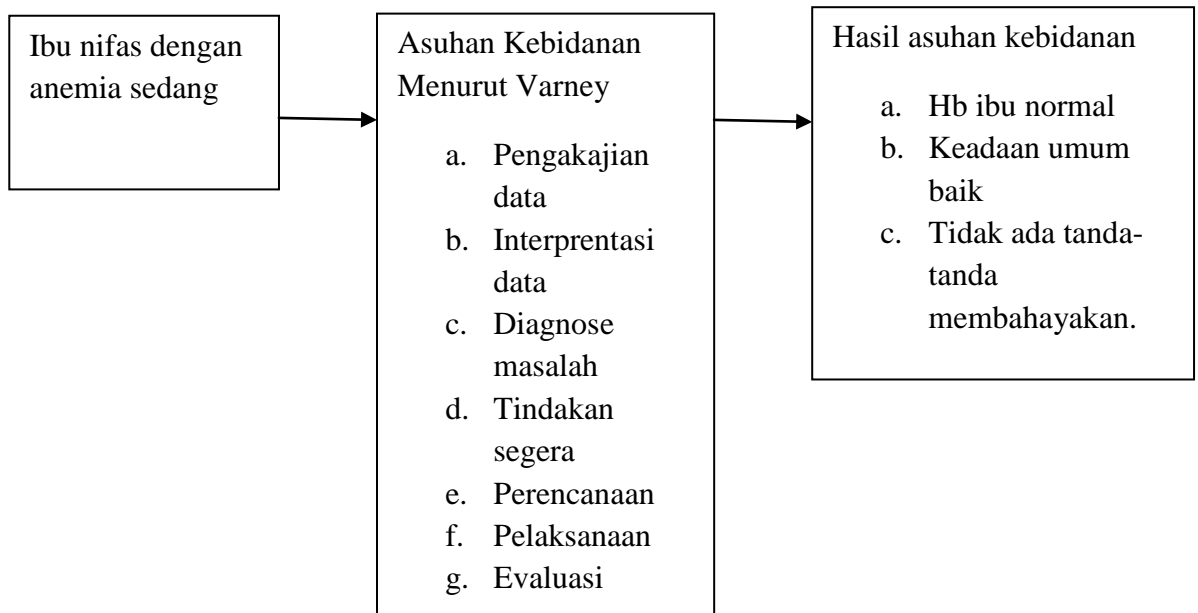 Ibu nifas dengan
anemia sedang
Asuhan Kebidanan
Menurut Varney
a. Pengakajian
data
b. Interprentasi
data
c. Diagnose
masalah
d. Tindakan
segera
e. Perencanaan
f. Pelaksanaan
g. Evaluasi
Hasil asuhan kebidanan
a. Hb ibu normal
b. Keadaan umum
baik
c. Tidak ada tanda-
tanda
membahayakan.